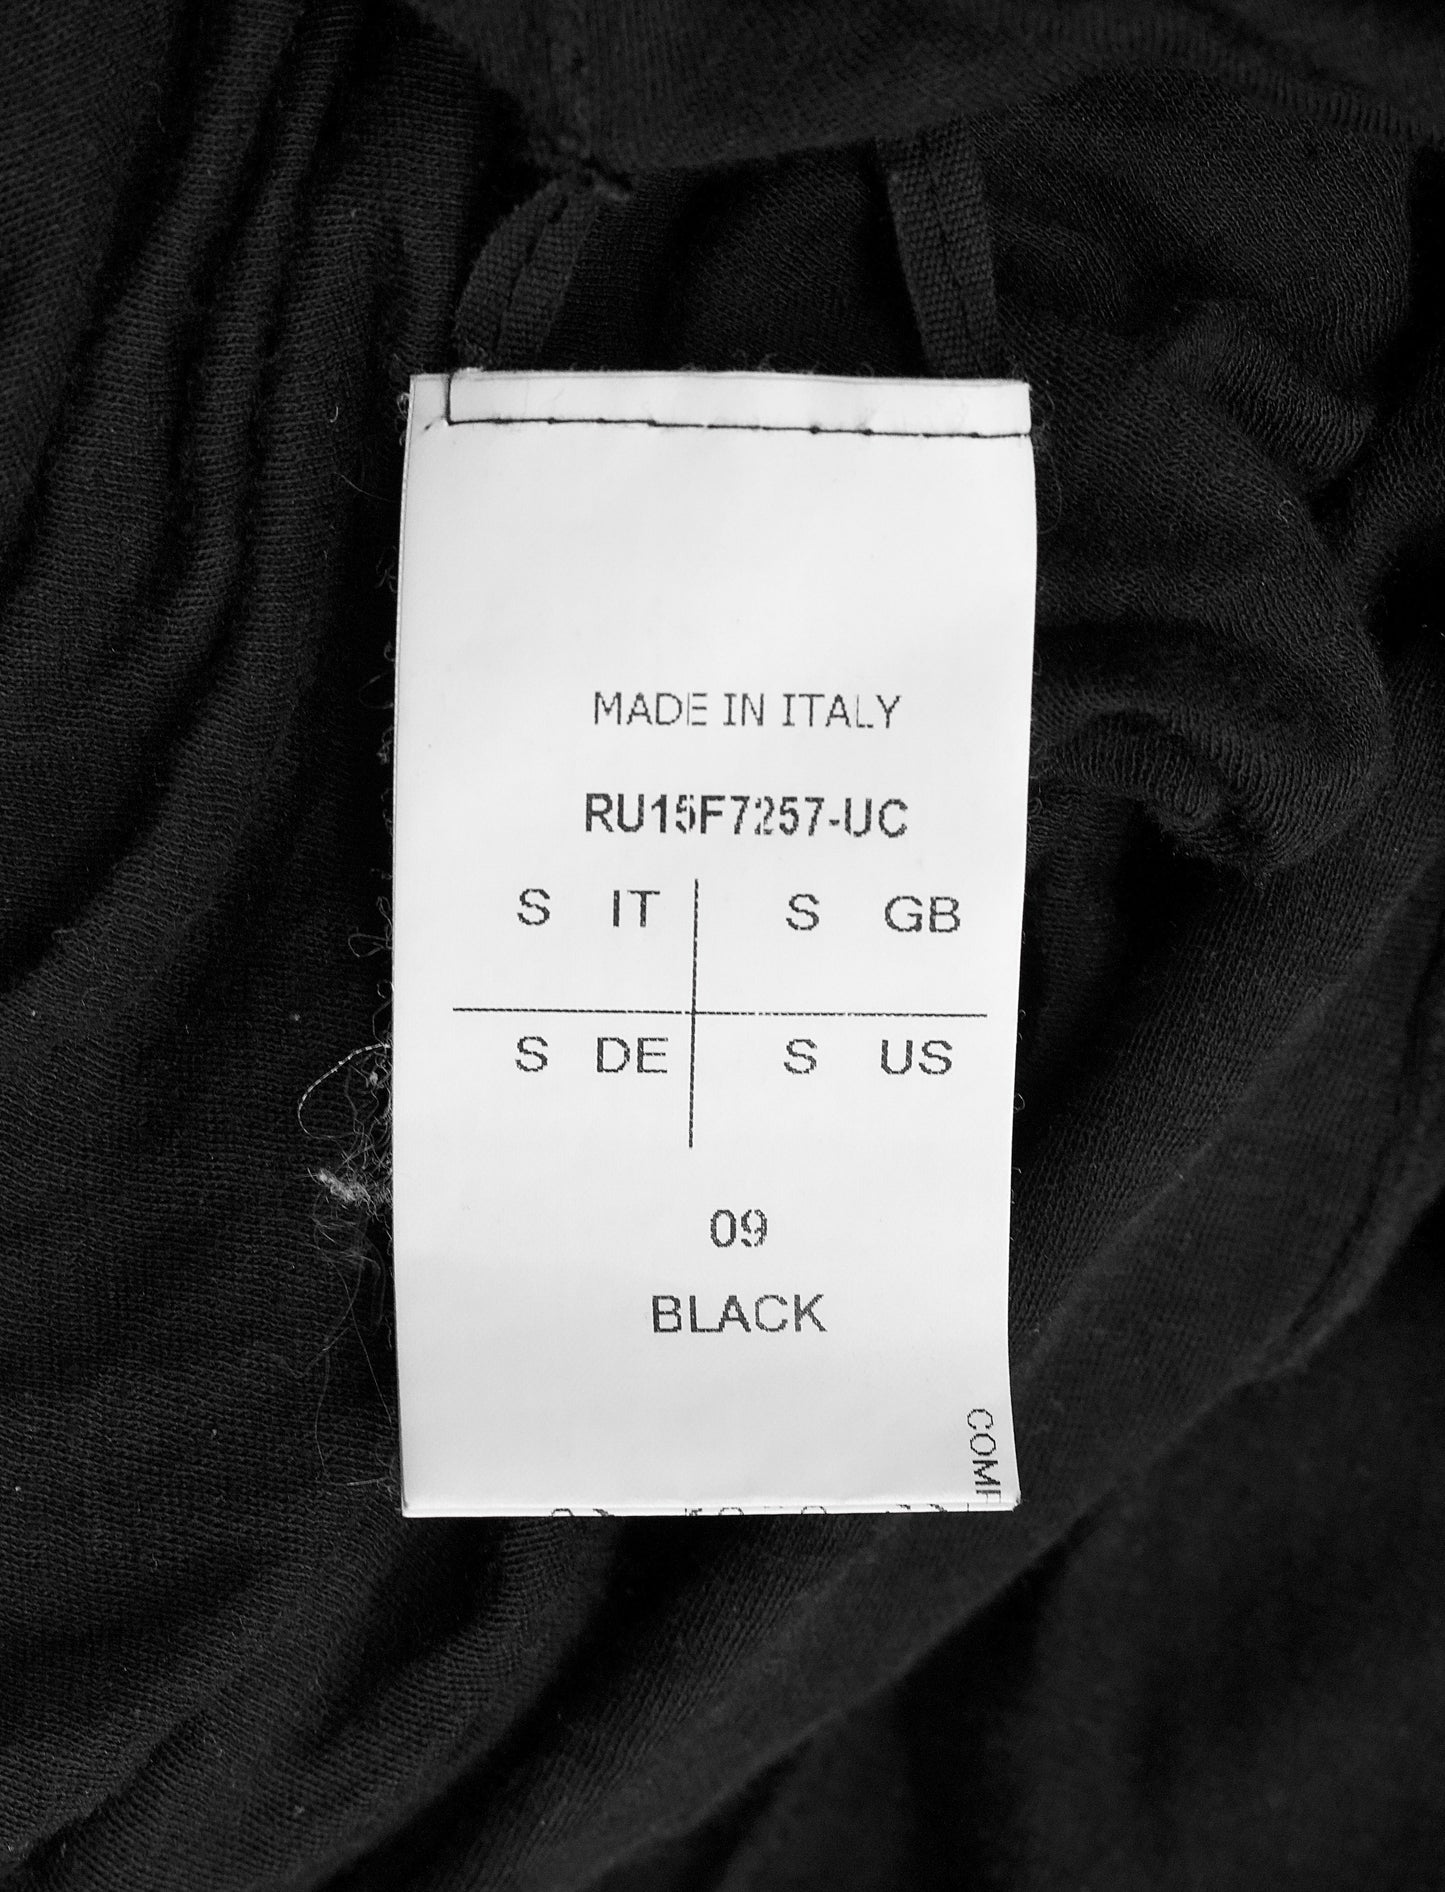 MADE IN ITALY
RU15F7257-UC
S IT S GB
S DE S US
09
BLACK